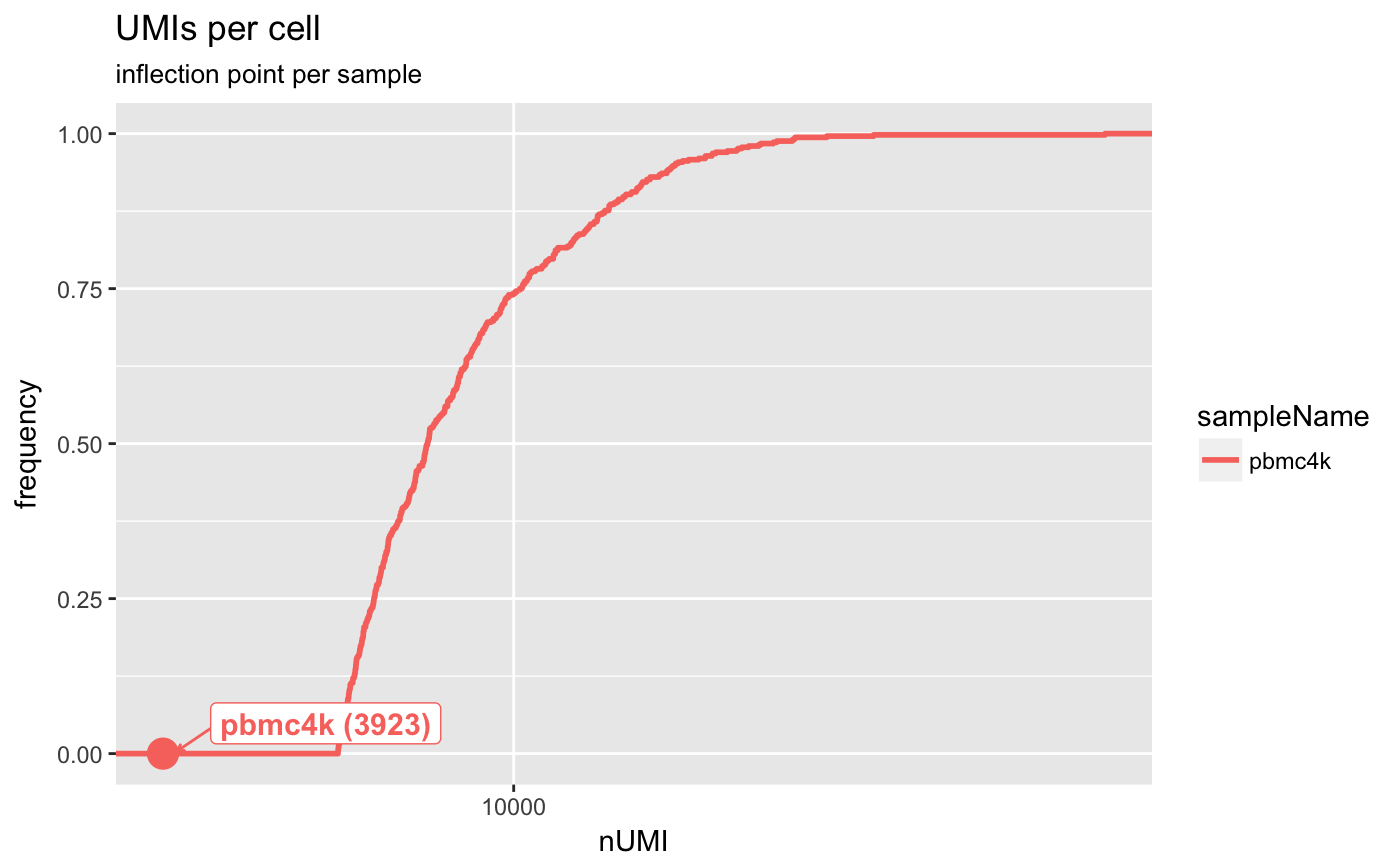 UMIs per cell
inflection point per sample
1.00
0.75
0.50
0.25
0.00
frequency
pbmc4k (3923)
10000
nUMI
sampleName
pbmc4k